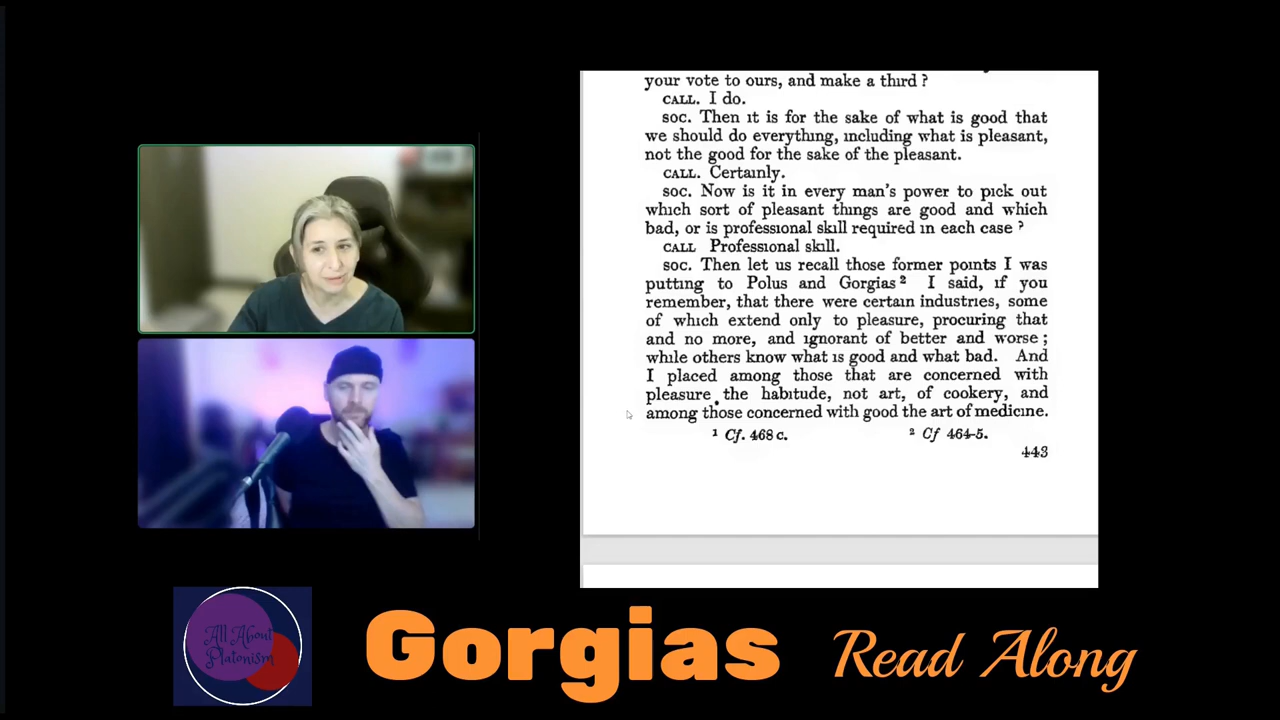 your vote to ours, and make a third ?
CALL. I do.
SOC. Then it is for the sake of what is good that
we should do everything, including what is pleasant,
not the good for the sake of the pleasant.
CALL. Certainly.
SOC. Now is it in every man's power to pick out
which sort of pleasant things are good and which
bad, or is professional skill required in each case ?
CALL Professional skill.
SOC. Then let us recall those former points I was
putting to Polus and Gorgias ² I said, if you
remember, that there were certain industries, some
of which extend only to pleasure, procuring that
and no more, and ignorant of better and worse ;
while others know what is good and what bad. And
I placed among those that are concerned with
pleasure the habitude, not art, of cookery, and
among those concerned with good the art of medicine.
¹ Cf. 468 c. ² Cf 464-5.
443
All About
Platonism
Gorgias Read Along